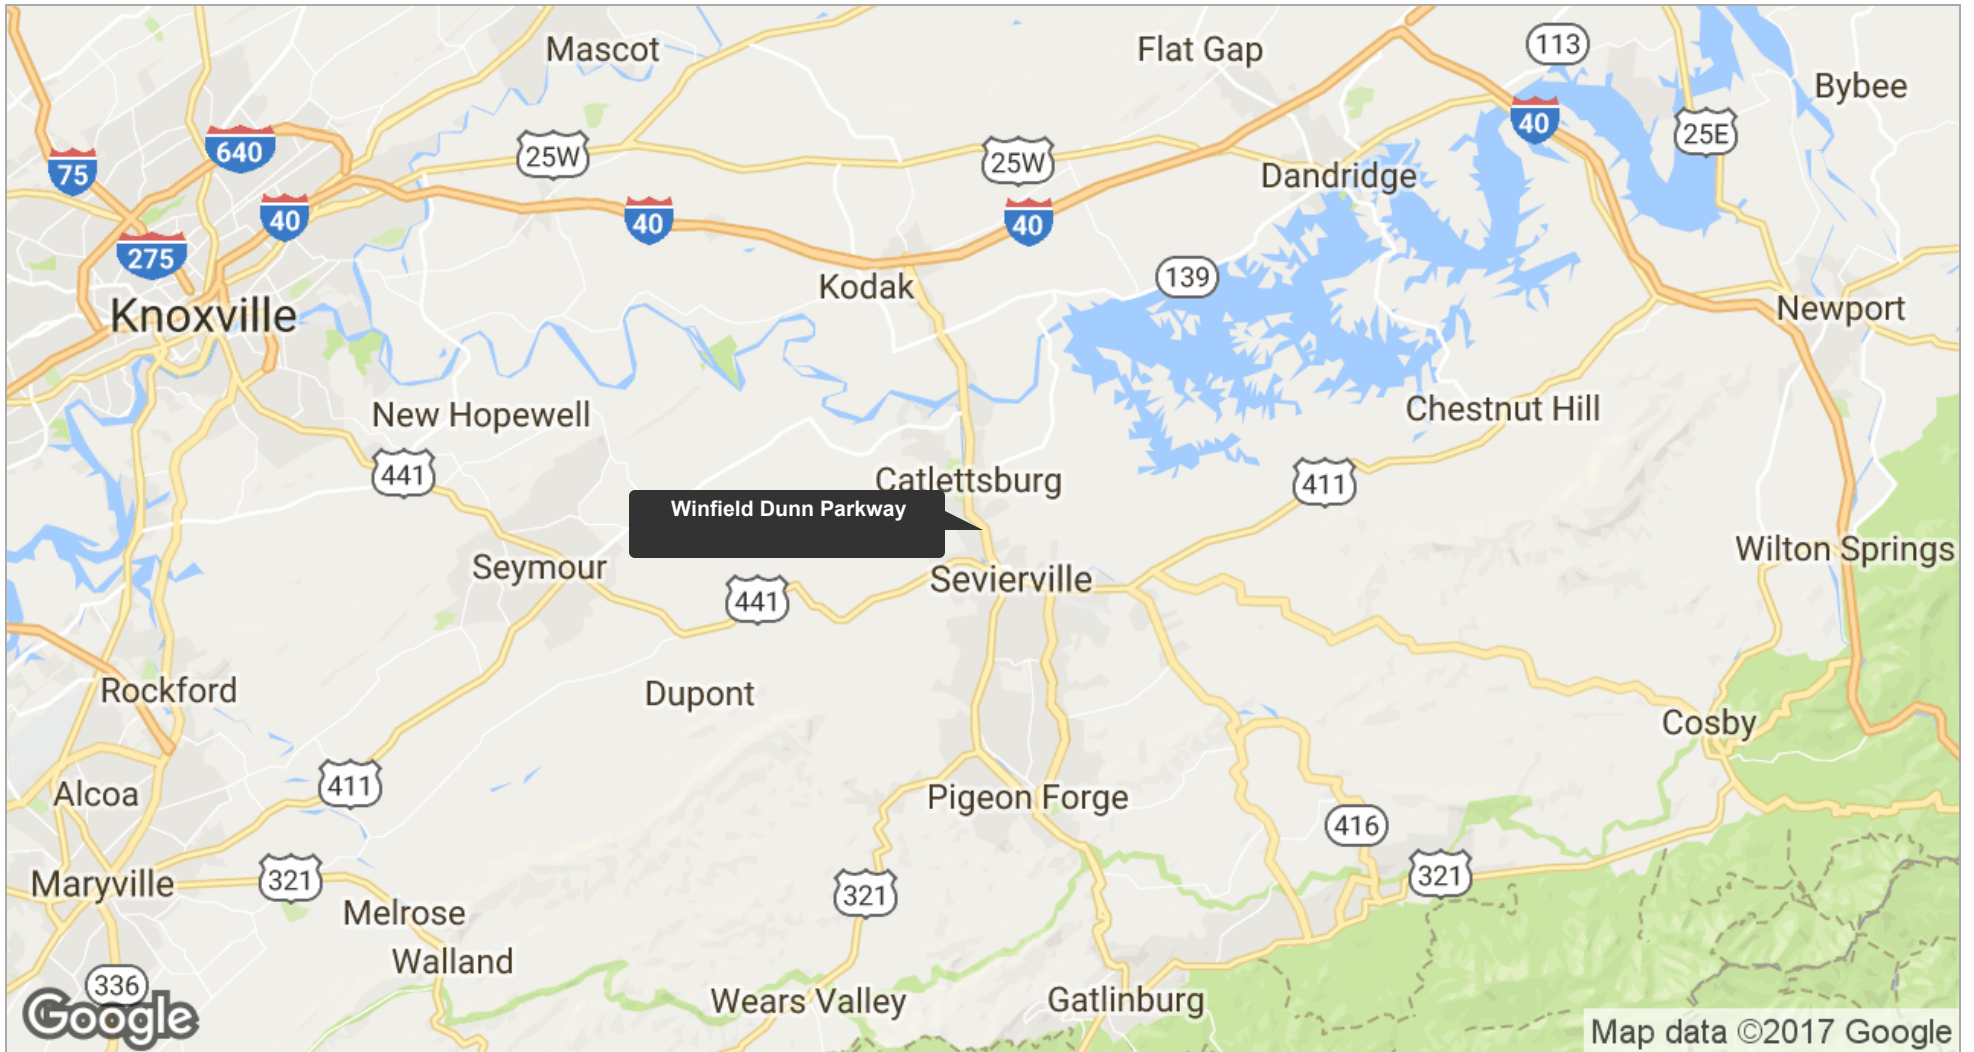 Mascot
Flat Gap
113
Bybee
40
25E
640
25W
25W
75
Dandridge
40
40
40
275
139
Kodak
Knoxville
Newport
New Hopewell
Chestnut Hill
441
Catlettsburg
411
Winfield Dunn Parkway
Wilton Springs
Seymour
Sevierville
441
Rockford
Dupont
Cosby
411
Alcoa
Pigeon Forge
416
Maryville
321
321
321
Melrose
Walland
336
Wears Valley
Gatlinburg
Google
Map data ©2017 Google